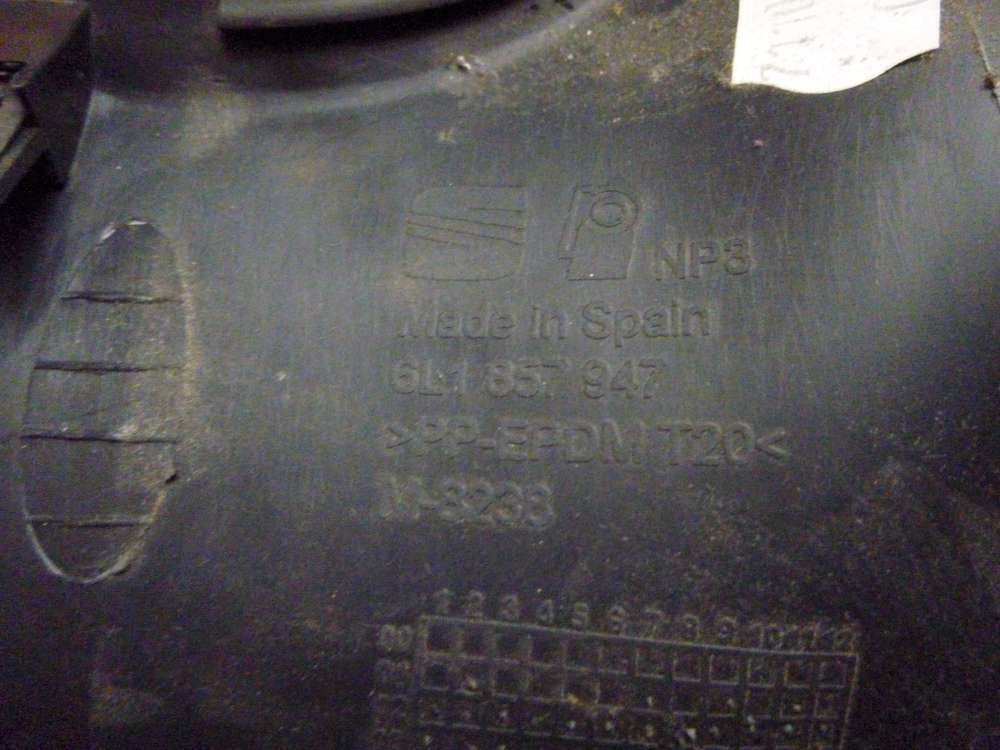 NP3
Made in Spain
6L1 857 947
>PP-EPDM T20<
M-3233
1 2 3 4 5 6 7 8 9 10 11 12
00